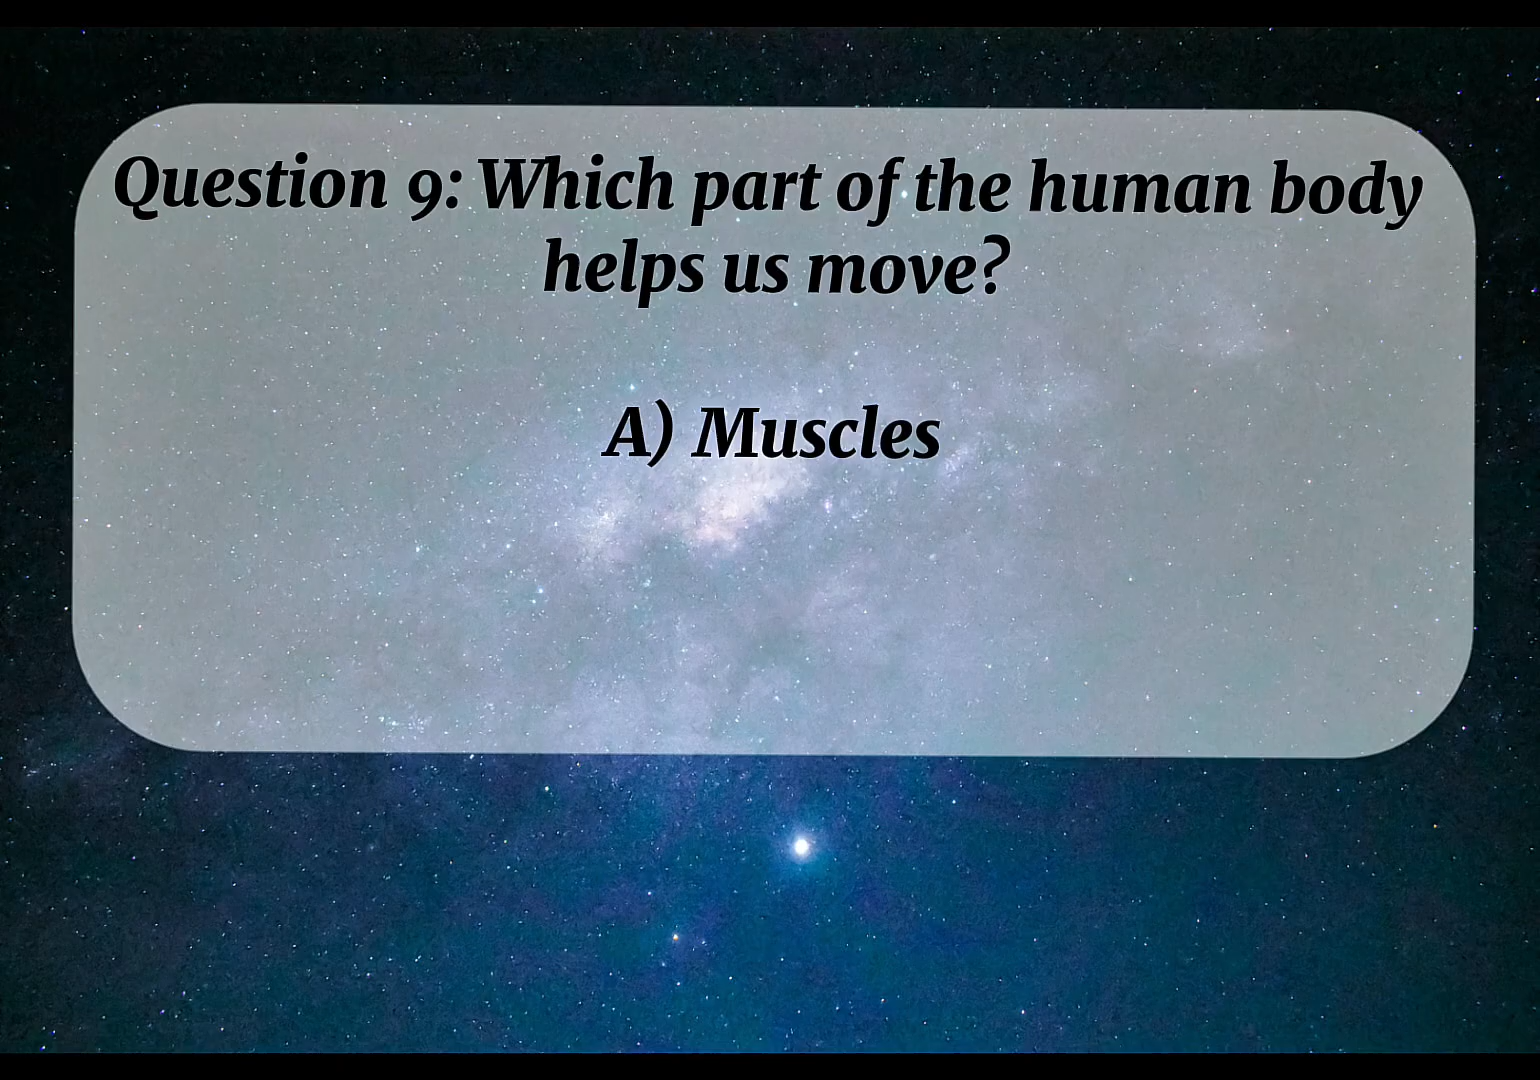 Question 9: Which part of the human body
helps us move?
A) Muscles